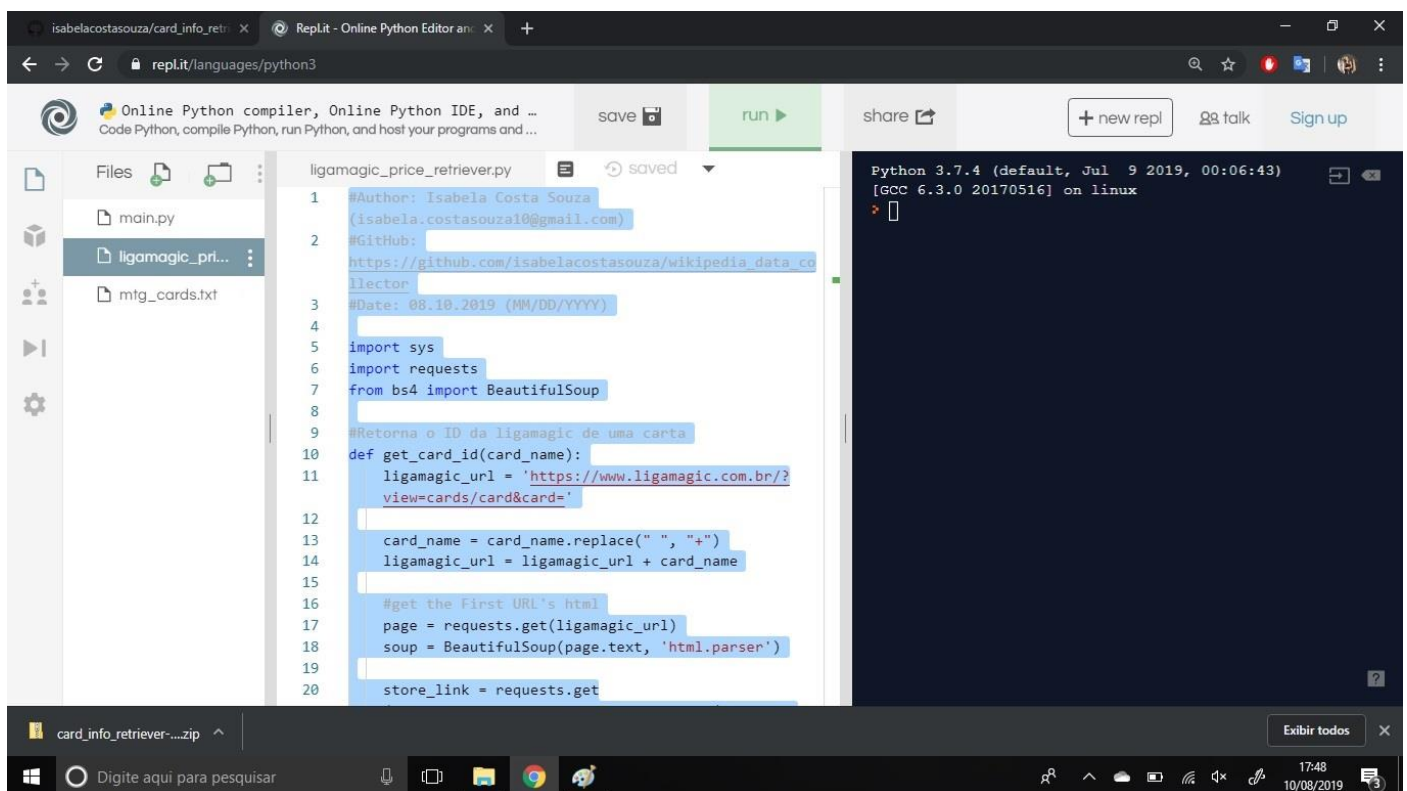 isabelacostasouza/card_info_retri
Repl.it - Online Python Editor an
repl.it/languages/python3
Online Python compiler, Online Python IDE, and …
Code Python, compile Python, run Python, and host your programs and ...
save
run
share
+ new repl
talk
Sign up
Files
main.py
ligamagic_pri...
mtg_cards.txt
ligamagic_price_retriever.py
saved
1 #Author: Isabela Costa Souza
(isabela.costasouza10@gmail.com)
2 #GitHub:
https://github.com/isabelacostasouza/wikipedia_data_co
llector
3 #Date: 08.10.2019 (MM/DD/YYYY)
4
5 import sys
6 import requests
7 from bs4 import BeautifulSoup
8
9 #Retorna o ID da ligamagic de uma carta
10 def get_card_id(card_name):
11 ligamagic_url = 'https://www.ligamagic.com.br/?
view=cards/card&card='
12
13 card_name = card_name.replace(" ", "+")
14 ligamagic_url = ligamagic_url + card_name
15
16 #get the First URL's html
17 page = requests.get(ligamagic_url)
18 soup = BeautifulSoup(page.text, 'html.parser')
19
20 store_link = requests.get
Python 3.7.4 (default, Jul 9 2019, 00:06:43)
[GCC 6.3.0 20170516] on linux
>
?
card_info_retriever-....zip
Exibir todos
Digite aqui para pesquisar
17:48
10/08/2019
3